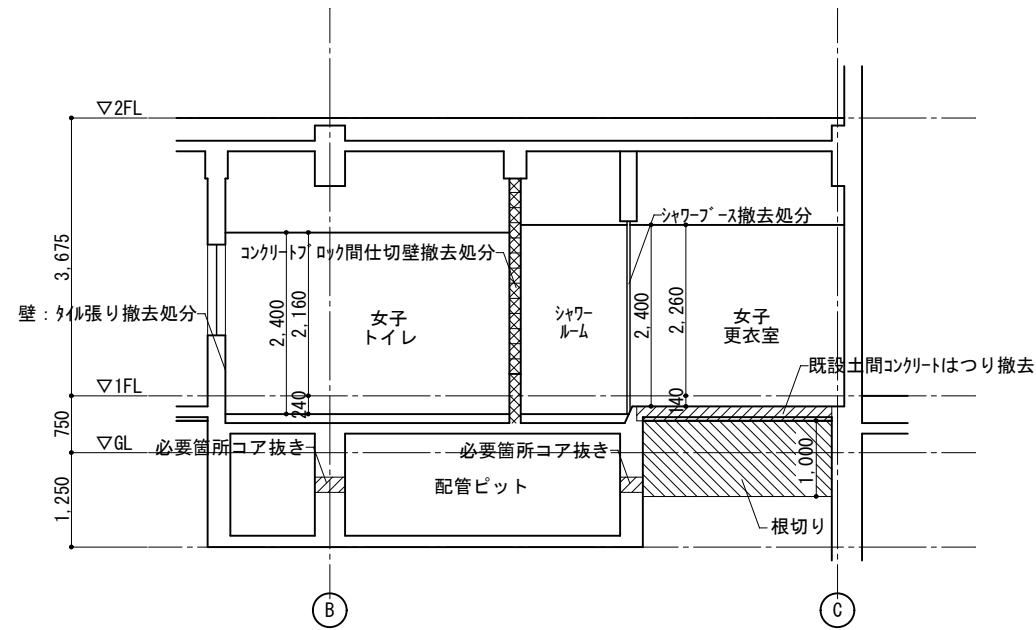 ▽2FL
3,675
シャワーブース撤去処分
コンクリートブロック間仕切壁撤去処分
壁：タイル張り撤去処分
2,400
2,160
女子
トイレ
シャワー
ルーム
2,400
2,260
女子
更衣室
既設土間コンクリートはつり撤去
▽1FL
240
140
750
▽GL
必要箇所コア抜き
必要箇所コア抜き
1,000
配管ピット
1,250
根切り
B
C